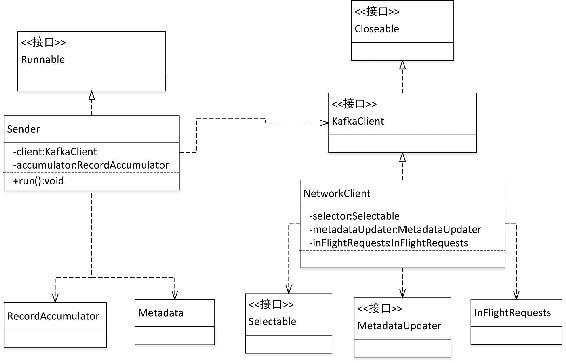 <<接口>>
Runnable
<<接口>>
Closeable
Sender
-client:KafkaClient
-accumulator:RecordAccumulator
+run():void
<<接口>>
KafkaClient
NetworkClient
-selector:Selectable
-metadataUpdater:MetadataUpdater
-inFlightRequests:InFlightRequests
RecordAccumulator
Metadata
<<接口>>
Selectable
<<接口>>
MetadataUpdater
InFlightRequests